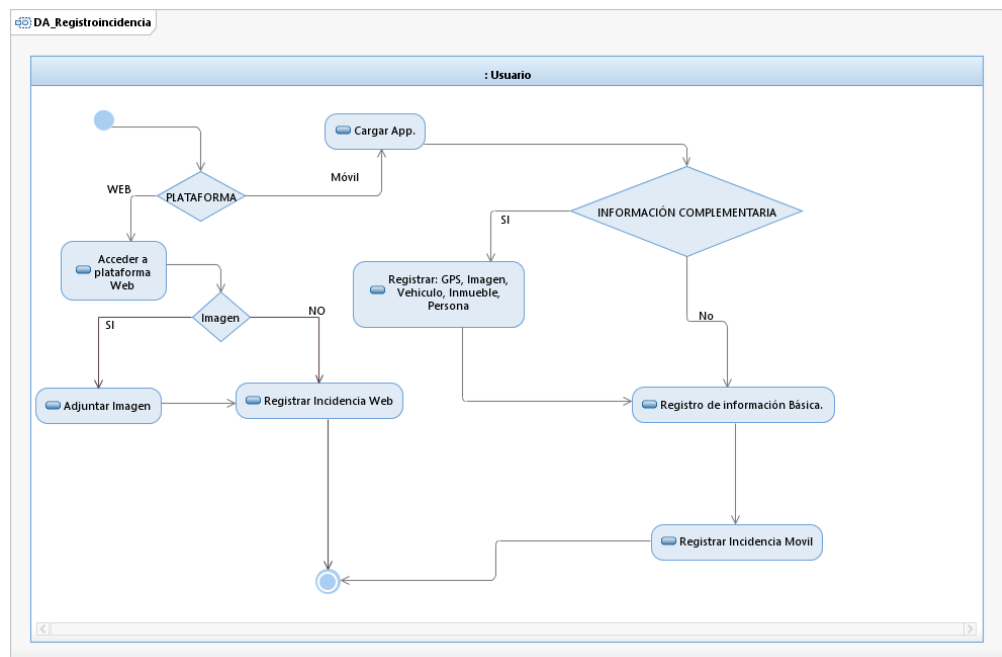 DA_Registroincidencia
: Usuario
Cargar App.
Móvil
WEB
PLATAFORMA
INFORMACIÓN COMPLEMENTARIA
SI
Acceder a
plataforma
Web
Registrar: GPS, Imagen,
Vehiculo, Inmueble,
Persona
Imagen
SI
NO
No
Adjuntar Imagen
Registrar Incidencia Web
Registro de información Básica.
Registrar Incidencia Movil